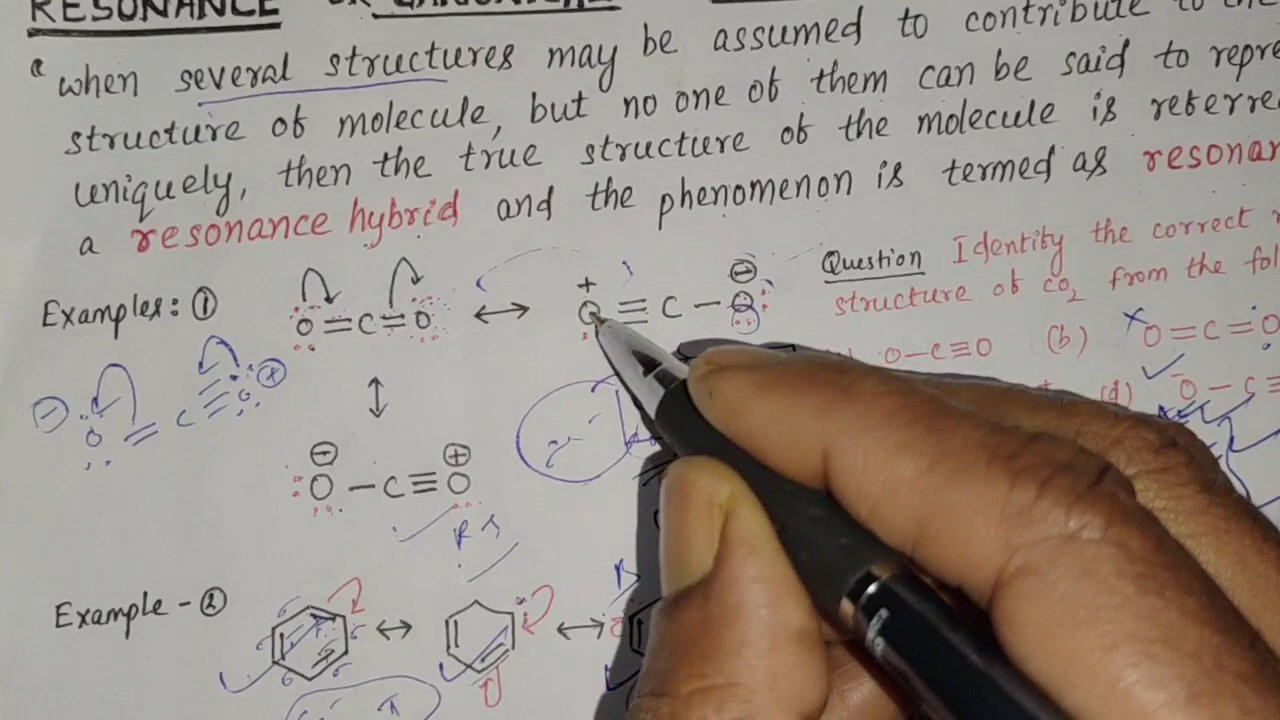 RESONANCE OR
when several structures may be assumed to contribute to the
structure of molecule, but no one of them can be said to repre
uniquely, then the true structure of the molecule is referre
a resonance hybrid and the phenomenon is termed as resonan
Examples: ① O=C=O ↔ O≡C-O
+ ⊖
Question Identify the correct
structure of CO2 from the fol
O-C≡O (b) O=C=O
(d) O-C≡
⊖ O = C ≡ O
↕
⊖ ⊕
:O-C≡O
RS
Example-②